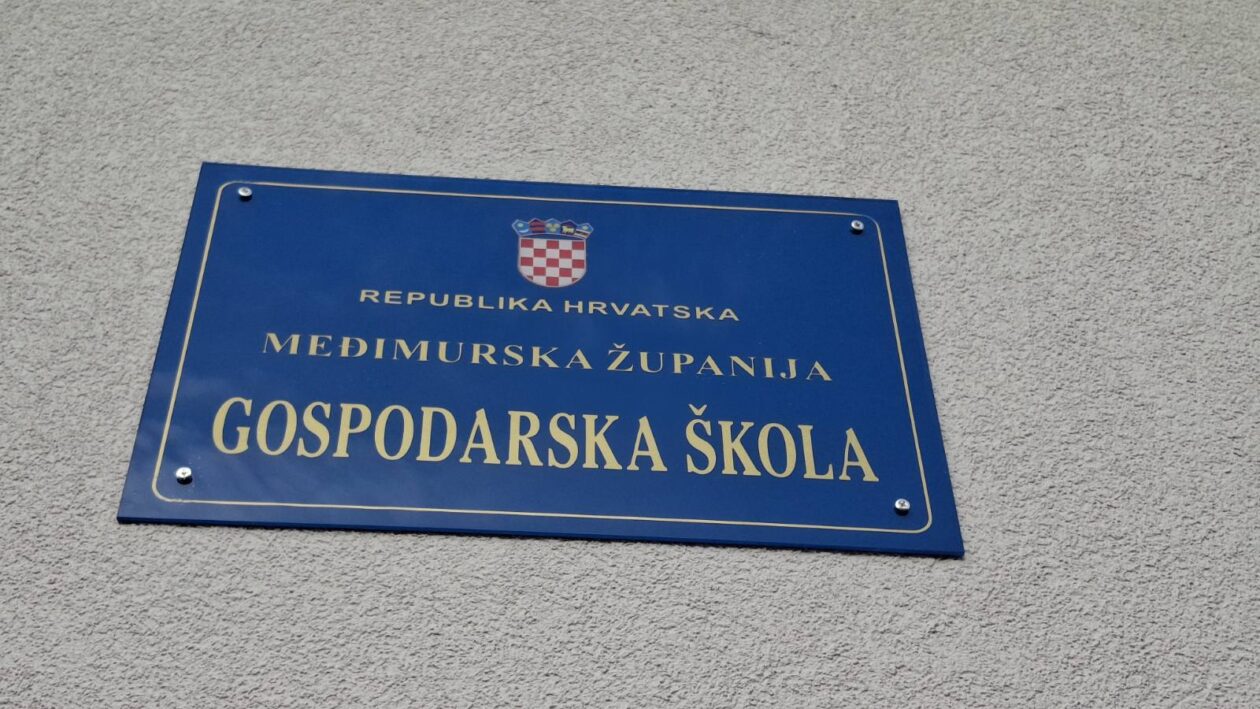 REPUBLIKA HRVATSKA
MEĐIMURSKA ŽUPANIJA
GOSPODARSKA ŠKOLA